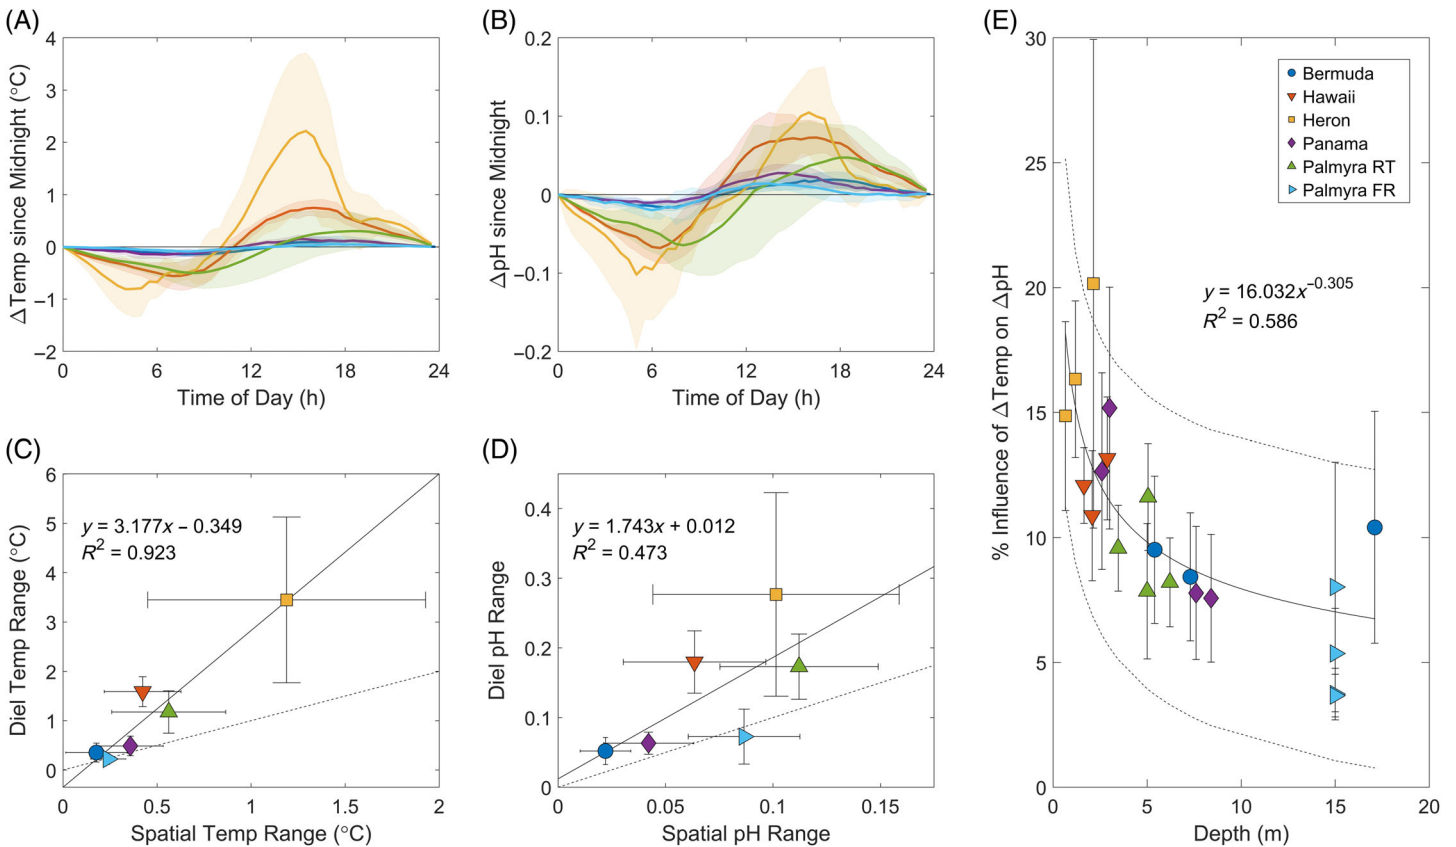 (A)
ΔTemp since Midnight (°C)
4
3
2
1
0
−1
−2
0
6
12
18
24
Time of Day (h)
(B)
ΔpH since Midnight
0.2
0.1
0
−0.1
−0.2
0
6
12
18
24
Time of Day (h)
(C)
Diel Temp Range (°C)
6
5
4
3
2
1
0
y = 3.177x – 0.349
R² = 0.923
0
0.5
1
1.5
2
Spatial Temp Range (°C)
(D)
Diel pH Range
0.4
0.3
0.2
0.1
0
y = 1.743x + 0.012
R² = 0.473
0
0.05
0.1
0.15
Spatial pH Range
(E)
% Influence of ΔTemp on ΔpH
30
25
20
15
10
5
0
Bermuda
Hawaii
Heron
Panama
Palmyra RT
Palmyra FR
y = 16.032x⁻⁰·³⁰⁵
R² = 0.586
0
5
10
15
20
Depth (m)